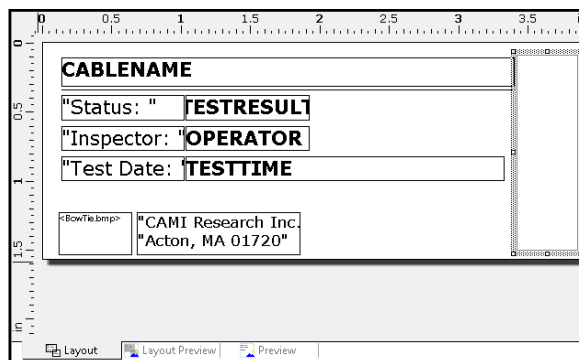 0 0.5 1 1.5 2 2.5 3 3.5
0
CABLENAME
0.5
"Status: " TESTRESULT
"Inspector: " OPERATOR
"Test Date: " TESTTIME
1
<BowTie.bmp>
"CAMI Research Inc.
"Acton, MA 01720"
1.5
in
Layout Layout Preview Preview